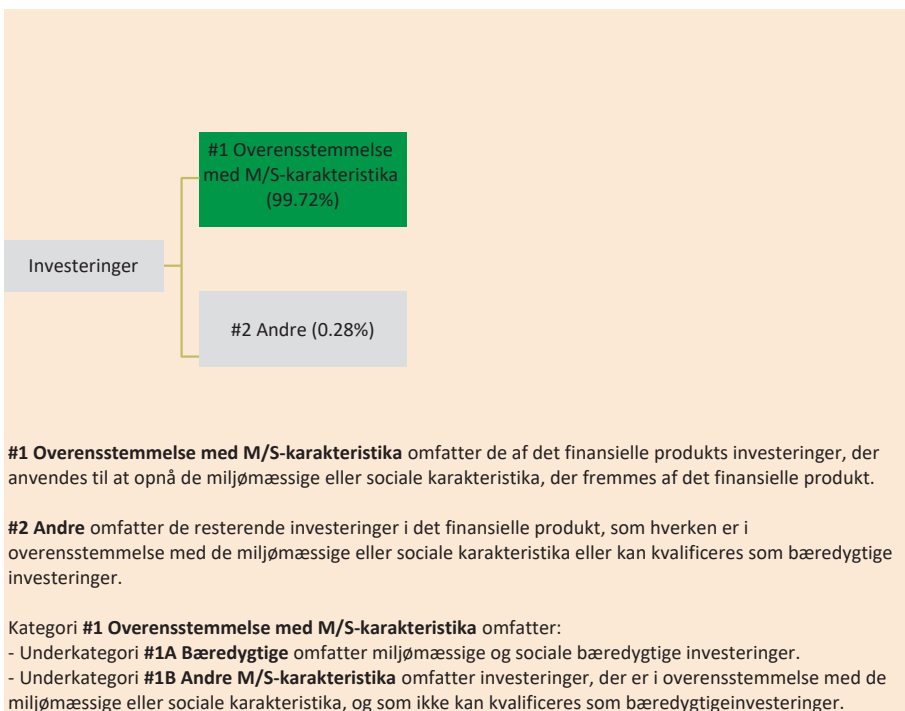 #1 Overensstemmelse
med M/S-karakteristika
(99.72%)
Investeringer
#2 Andre (0.28%)
#1 Overensstemmelse med M/S-karakteristika omfatter de af det finansielle produkts investeringer, der
anvendes til at opnå de miljømæssige eller sociale karakteristika, der fremmes af det finansielle produkt.
#2 Andre omfatter de resterende investeringer i det finansielle produkt, som hverken er i
overensstemmelse med de miljømæssige eller sociale karakteristika eller kan kvalificeres som bæredygtige
investeringer.
Kategori #1 Overensstemmelse med M/S-karakteristika omfatter:
- Underkategori #1A Bæredygtige omfatter miljømæssige og sociale bæredygtige investeringer.
- Underkategori #1B Andre M/S-karakteristika omfatter investeringer, der er i overensstemmelse med de
miljømæssige eller sociale karakteristika, og som ikke kan kvalificeres som bæredygtigeinvesteringer.